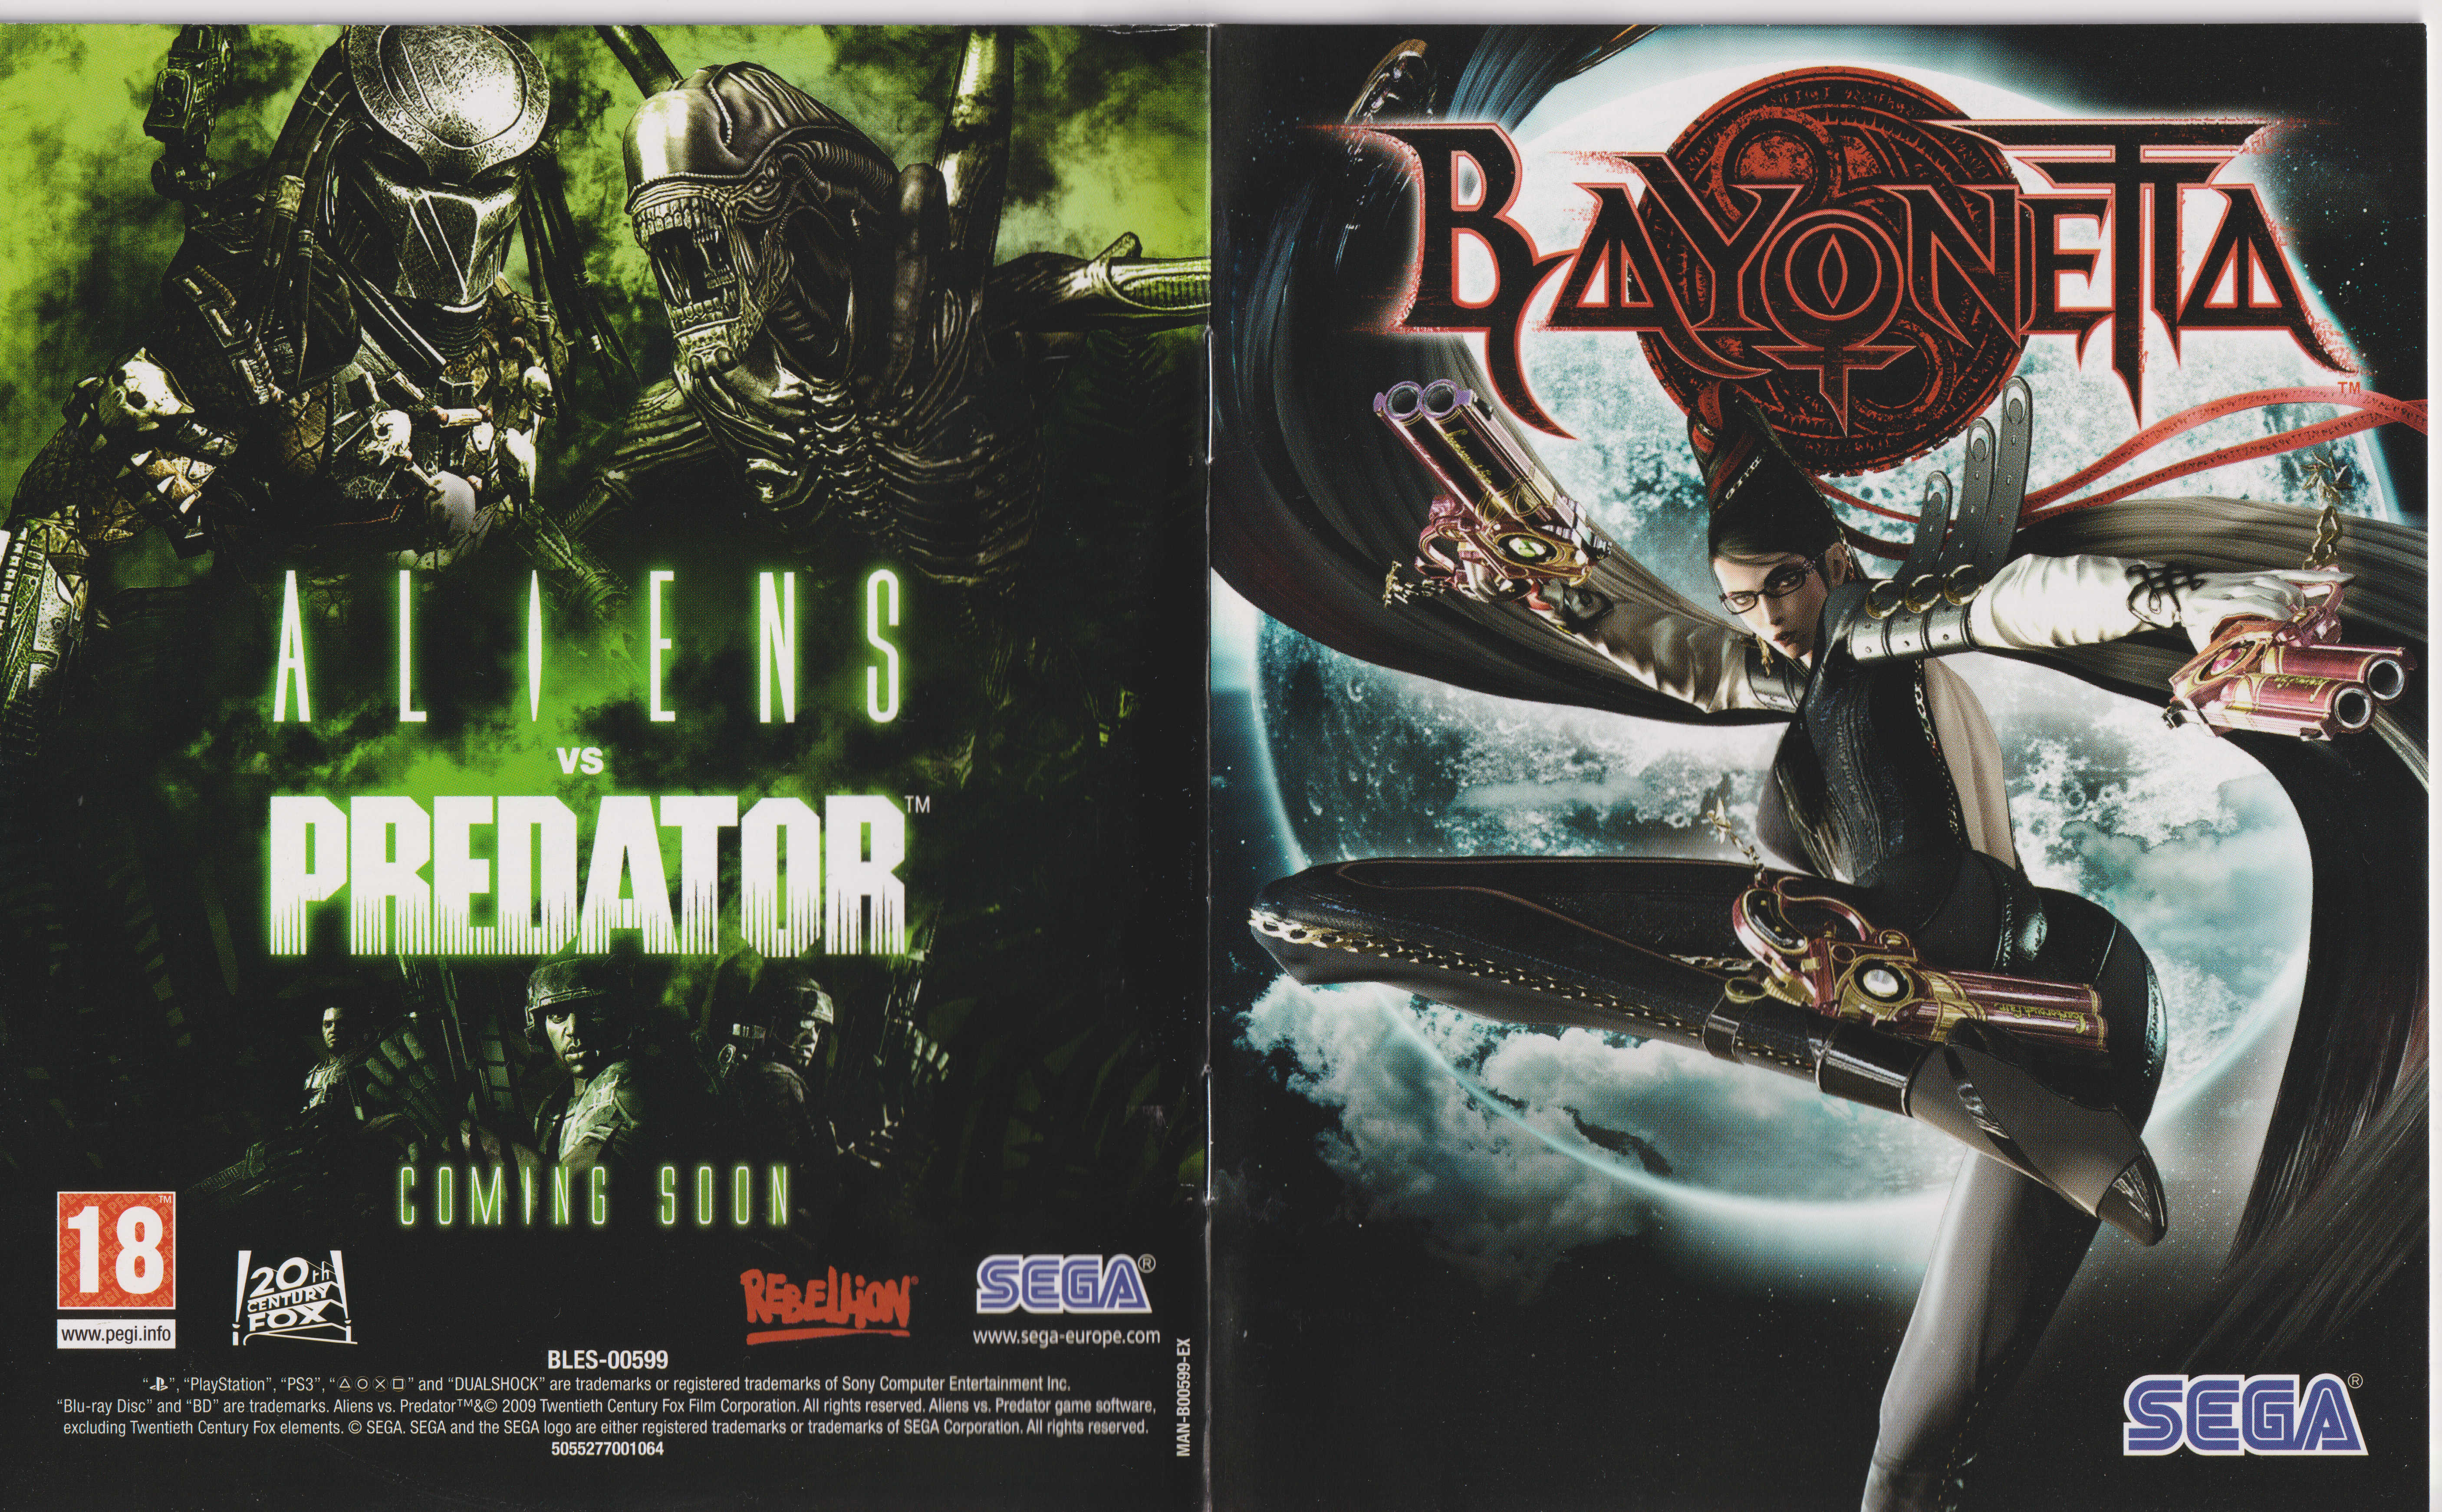 ALIENS
VS
PREDATOR™
COMING SOON
18™
www.pegi.info
20th
CENTURY
FOX
REBELLION®
SEGA®
www.sega-europe.com
BLES-00599
“ ”, “PlayStation”, “PS3”, “△○✕□” and “DUALSHOCK” are trademarks or registered trademarks of Sony Computer Entertainment Inc.
“Blu-ray Disc” and “BD” are trademarks. Aliens vs. Predator™&© 2009 Twentieth Century Fox Film Corporation. All rights reserved. Aliens vs. Predator game software,
excluding Twentieth Century Fox elements. © SEGA. SEGA and the SEGA logo are either registered trademarks or trademarks of SEGA Corporation. All rights reserved.
5055277001064
MAN-B00599-EX
BAYONETTA™
SEGA®